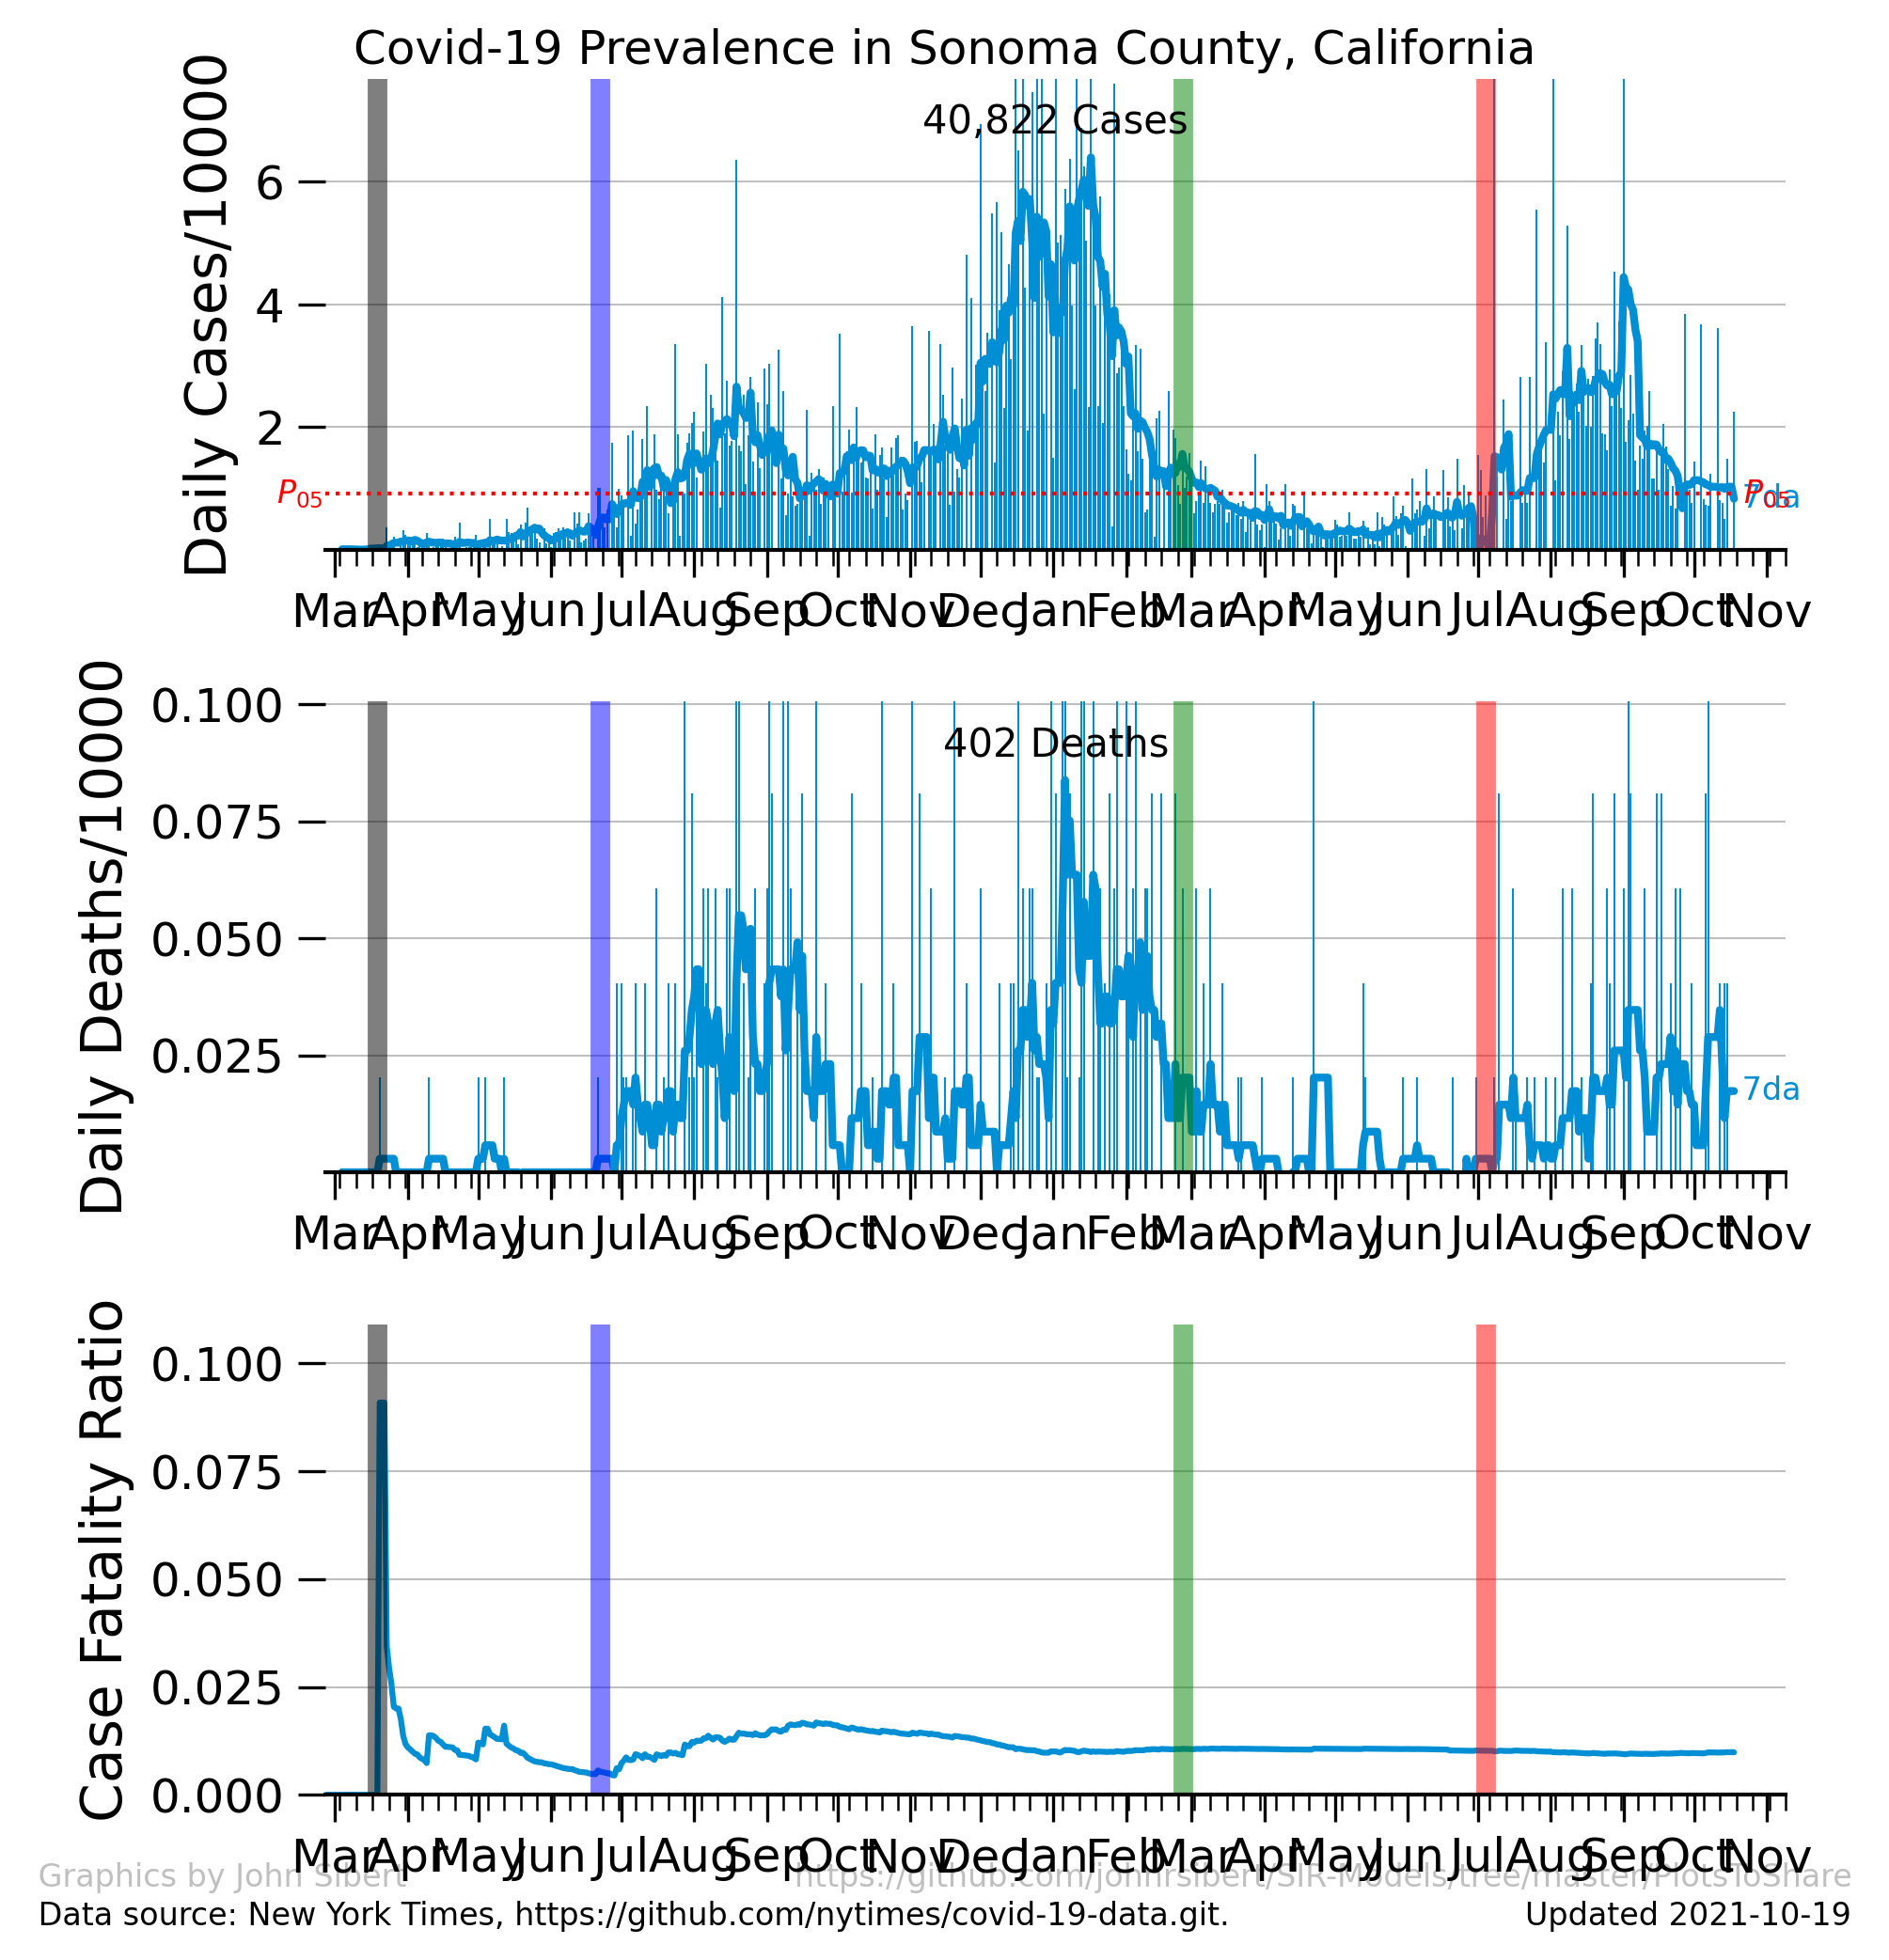 Covid-19 Prevalence in Sonoma County, California
Daily Cases/10000
40,822 Cases
6
4
2
P05
P05
7da
Mar Apr May Jun Jul Aug Sep Oct Nov Dec Jan Feb Mar Apr May Jun Jul Aug Sep Oct Nov
Daily Deaths/10000
402 Deaths
0.100
0.075
0.050
0.025
7da
Mar Apr May Jun Jul Aug Sep Oct Nov Dec Jan Feb Mar Apr May Jun Jul Aug Sep Oct Nov
Case Fatality Ratio
0.100
0.075
0.050
0.025
0.000
Mar Apr May Jun Jul Aug Sep Oct Nov Dec Jan Feb Mar Apr May Jun Jul Aug Sep Oct Nov
Graphics by John Sibert
https://github.com/johnrsibert/SIR-Models/tree/master/PlotsToShare
Data source: New York Times, https://github.com/nytimes/covid-19-data.git.
Updated 2021-10-19